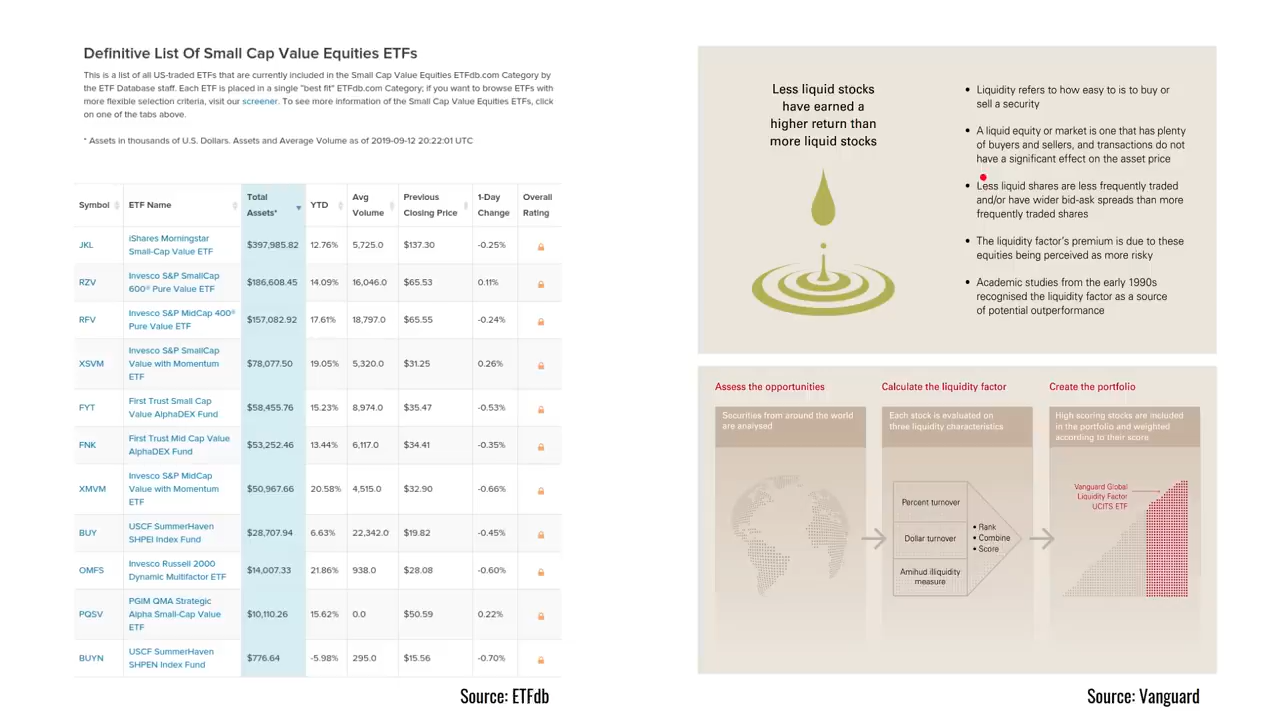 Definitive List Of Small Cap Value Equities ETFs
This is a list of all US-traded ETFs that are currently included in the Small Cap Value Equities ETFdb.com Category by
the ETF Database staff. Each ETF is placed in a single "best fit" ETFdb.com Category; if you want to browse ETFs
with more flexible selection criteria, visit our screener. To see more information of the Small Cap Value Equities ETFs, click
on one of the tabs above.
* Assets in thousands of U.S. Dollars. Assets and Average Volume as of 2019-09-12 20:22:01 UTC
Symbol ETF Name Total Assets* YTD Avg Volume Previous Closing Price 1-Day Change Overall Rating
JKL iShares Morningstar Small-Cap Value ETF $397,985.82 12.76% 5,725.0 $137.30 -0.25%
RZV Invesco S&P SmallCap 600® Pure Value ETF $186,608.45 14.09% 16,046.0 $65.53 0.11%
RFV Invesco S&P MidCap 400® Pure Value ETF $157,082.92 17.61% 18,797.0 $65.55 -0.24%
XSVM Invesco S&P SmallCap Value with Momentum ETF $78,077.50 19.05% 5,320.0 $31.25 0.26%
FYT First Trust Small Cap Value AlphaDEX Fund $58,455.76 15.23% 8,974.0 $35.47 -0.53%
FNK First Trust Mid Cap Value AlphaDEX Fund $53,252.46 13.44% 6,117.0 $34.41 -0.35%
XMVM Invesco S&P MidCap Value with Momentum ETF $50,967.66 20.58% 4,515.0 $32.90 -0.66%
BUY USCF SummerHaven SHPEI Index Fund $28,707.94 6.63% 22,342.0 $19.82 -0.45%
OMFS Invesco Russell 2000 Dynamic Multifactor ETF $14,007.33 21.86% 938.0 $28.08 -0.60%
PQSV PGIM QMA Strategic Alpha Small-Cap Value ETF $10,110.26 15.62% 0.0 $50.59 0.22%
BUYN USCF SummerHaven SHPEN Index Fund $776.64 -5.98% 295.0 $15.56 -0.70%
Source: ETFdb
Less liquid stocks
have earned a
higher return than
more liquid stocks
• Liquidity refers to how easy to is to buy or
sell a security
• A liquid equity or market is one that has plenty
of buyers and sellers, and transactions do not
have a significant effect on the asset price
• Less liquid shares are less frequently traded
and/or have wider bid-ask spreads than more
frequently traded shares
• The liquidity factor's premium is due to these
equities being perceived as more risky
• Academic studies from the early 1990s
recognised the liquidity factor as a source
of potential outperformance
Assess the opportunities
Securities from around the world
are analysed
Calculate the liquidity factor
Each stock is evaluated on
three liquidity characteristics
Percent turnover
Dollar turnover
Amihud illiquidity
measure
• Rank
• Combine
• Score
Create the portfolio
High scoring stocks are included
in the portfolio and weighted
according to their score
Vanguard Global
Liquidity Factor
UCITS ETF
Source: Vanguard